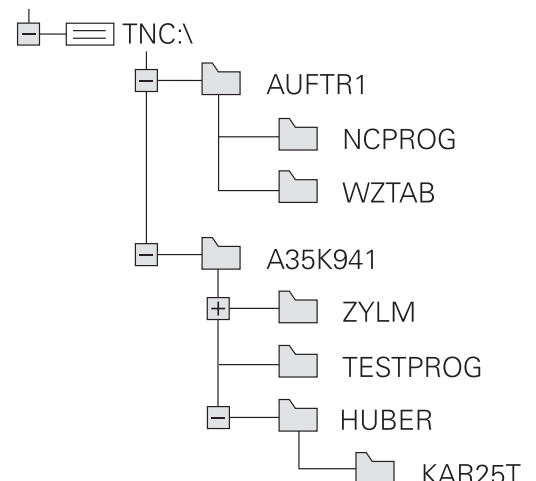 TNC:\
AUFTR1
NCPROG
WZTAB
A35K941
ZYLM
TESTPROG
HUBER
KAR25T